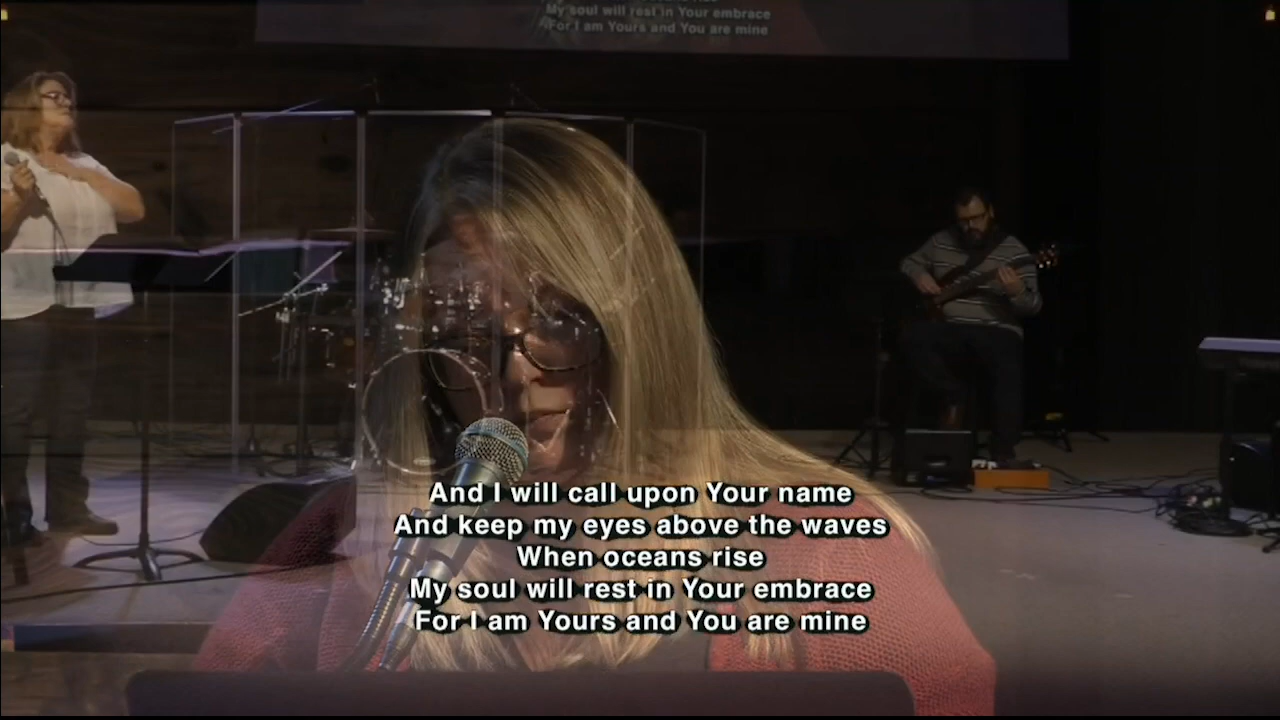 My soul will rest in Your embrace
For I am Yours and You are mine
And I will call upon Your name
And keep my eyes above the waves
When oceans rise
My soul will rest in Your embrace
For I am Yours and You are mine